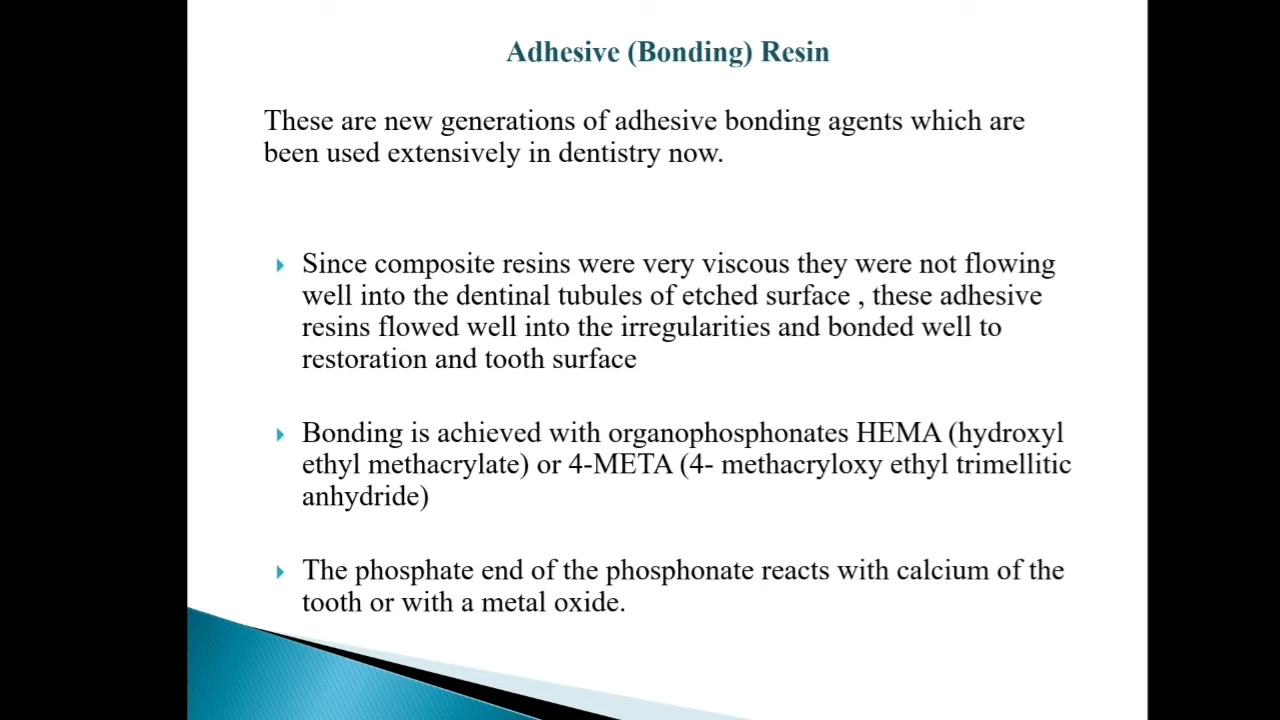 Adhesive (Bonding) Resin
These are new generations of adhesive bonding agents which are
been used extensively in dentistry now.
Since composite resins were very viscous they were not flowing
well into the dentinal tubules of etched surface , these adhesive
resins flowed well into the irregularities and bonded well to
restoration and tooth surface
Bonding is achieved with organophosphonates HEMA (hydroxyl
ethyl methacrylate) or 4-META (4- methacryloxy ethyl trimellitic
anhydride)
The phosphate end of the phosphonate reacts with calcium of the
tooth or with a metal oxide.